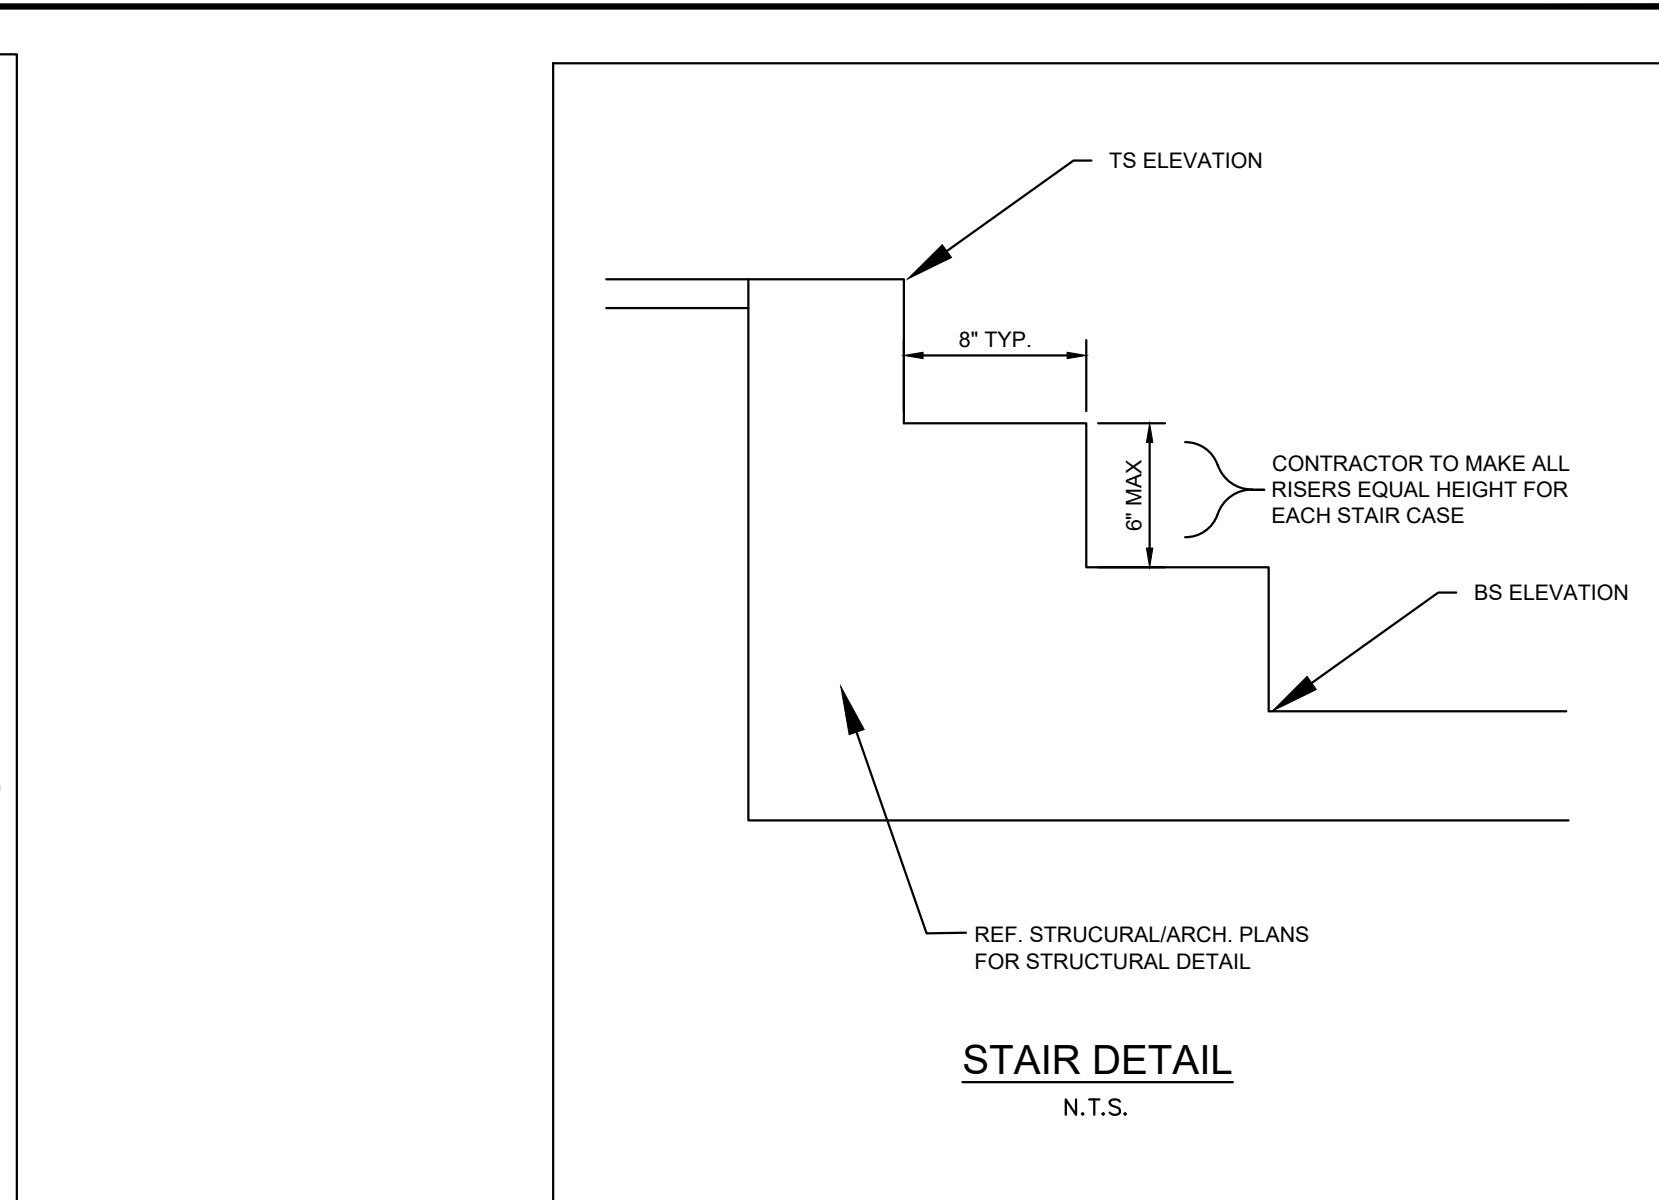 TS ELEVATION
8" TYP.
6" MAX
CONTRACTOR TO MAKE ALL
RISERS EQUAL HEIGHT FOR
EACH STAIR CASE
BS ELEVATION
REF. STRUCURAL/ARCH. PLANS
FOR STRUCTURAL DETAIL
STAIR DETAIL
N.T.S.